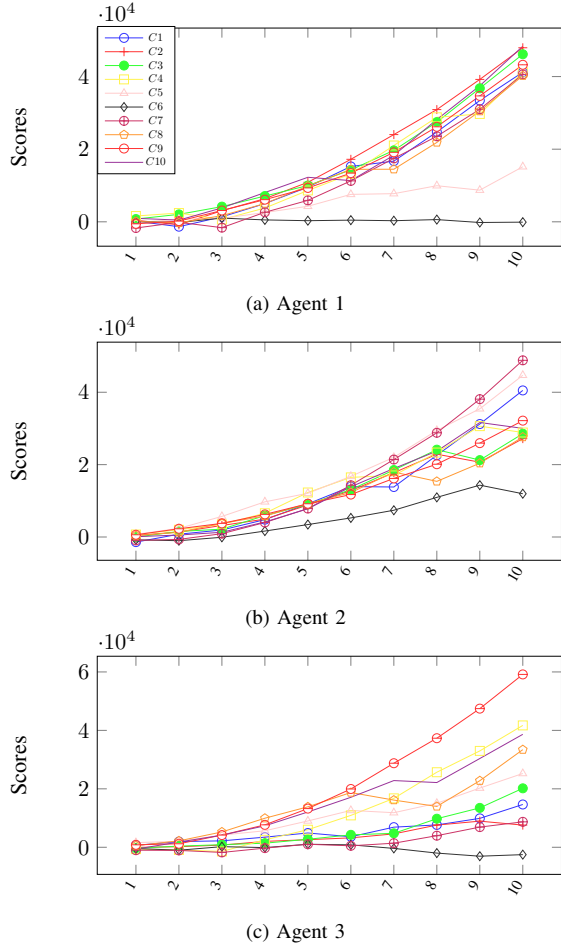 ·10^4
4
2
0
Scores
C1
C2
C3
C4
C5
C6
C7
C8
C9
C10
1 2 3 4 5 6 7 8 9 10
(a) Agent 1
·10^4
4
2
0
Scores
1 2 3 4 5 6 7 8 9 10
(b) Agent 2
·10^4
6
4
2
0
Scores
1 2 3 4 5 6 7 8 9 10
(c) Agent 3